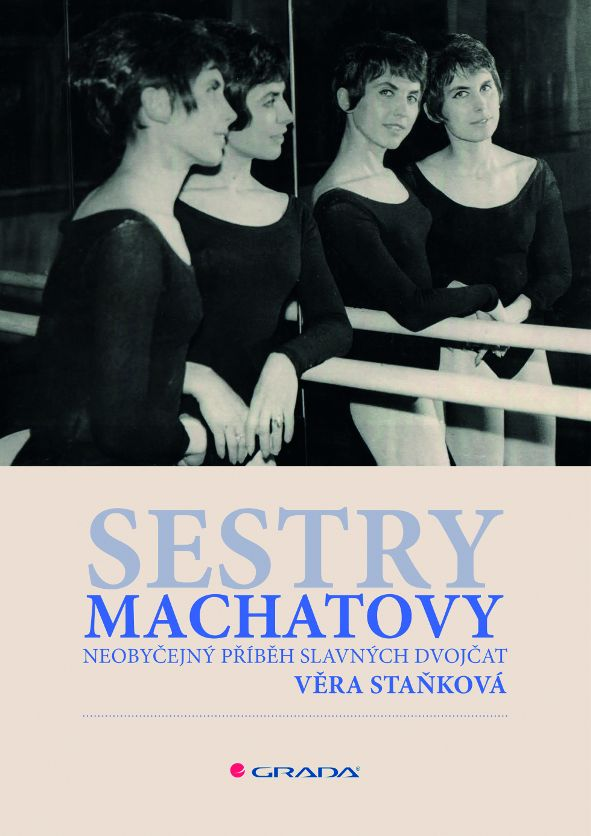 SESTRY
MACHATOVY
NEOBYČEJNÝ PŘÍBĚH SLAVNÝCH DVOJČAT
VĚRA STAŇKOVÁ
GRADA®